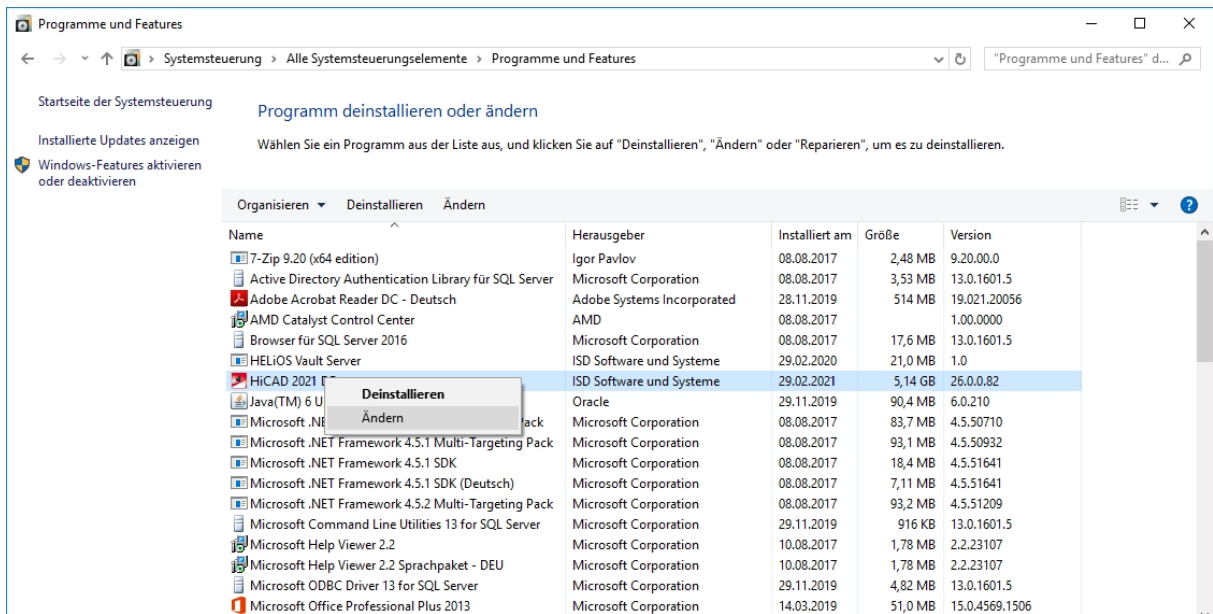 Programme und Features
Systemsteuerung > Alle Systemsteuerungselemente > Programme und Features
"Programme und Features" d...
Startseite der Systemsteuerung
Installierte Updates anzeigen
Windows-Features aktivieren
oder deaktivieren
Programm deinstallieren oder ändern
Wählen Sie ein Programm aus der Liste aus, und klicken Sie auf "Deinstallieren", "Ändern" oder "Reparieren", um es zu deinstallieren.
Organisieren Deinstallieren Ändern
Name Herausgeber Installiert am Größe Version
7-Zip 9.20 (x64 edition) Igor Pavlov 08.08.2017 2,48 MB 9.20.00.0
Active Directory Authentication Library für SQL Server Microsoft Corporation 08.08.2017 3,53 MB 13.0.1601.5
Adobe Acrobat Reader DC - Deutsch Adobe Systems Incorporated 28.11.2019 514 MB 19.021.20056
AMD Catalyst Control Center AMD 08.08.2017 1.00.0000
Browser für SQL Server 2016 Microsoft Corporation 08.08.2017 17,6 MB 13.0.1601.5
HELiOS Vault Server ISD Software und Systeme 29.02.2020 21,0 MB 1.0
HiCAD 2021 ISD Software und Systeme 29.02.2021 5,14 GB 26.0.0.82
Deinstallieren
Ändern
Java(TM) 6 U Oracle 29.11.2019 90,4 MB 6.0.210
Microsoft .NE ack Microsoft Corporation 08.08.2017 83,7 MB 4.5.50710
Microsoft .NET Framework 4.5.1 Multi-Targeting Pack Microsoft Corporation 08.08.2017 93,1 MB 4.5.50932
Microsoft .NET Framework 4.5.1 SDK Microsoft Corporation 08.08.2017 18,4 MB 4.5.51641
Microsoft .NET Framework 4.5.1 SDK (Deutsch) Microsoft Corporation 08.08.2017 7,11 MB 4.5.51641
Microsoft .NET Framework 4.5.2 Multi-Targeting Pack Microsoft Corporation 08.08.2017 93,2 MB 4.5.51209
Microsoft Command Line Utilities 13 for SQL Server Microsoft Corporation 29.11.2019 916 KB 13.0.1601.5
Microsoft Help Viewer 2.2 Microsoft Corporation 10.08.2017 1,78 MB 2.2.23107
Microsoft Help Viewer 2.2 Sprachpaket - DEU Microsoft Corporation 10.08.2017 1,78 MB 2.2.23107
Microsoft ODBC Driver 13 for SQL Server Microsoft Corporation 29.11.2019 4,82 MB 13.0.1601.5
Microsoft Office Professional Plus 2013 Microsoft Corporation 14.03.2019 51,0 MB 15.0.4569.1506